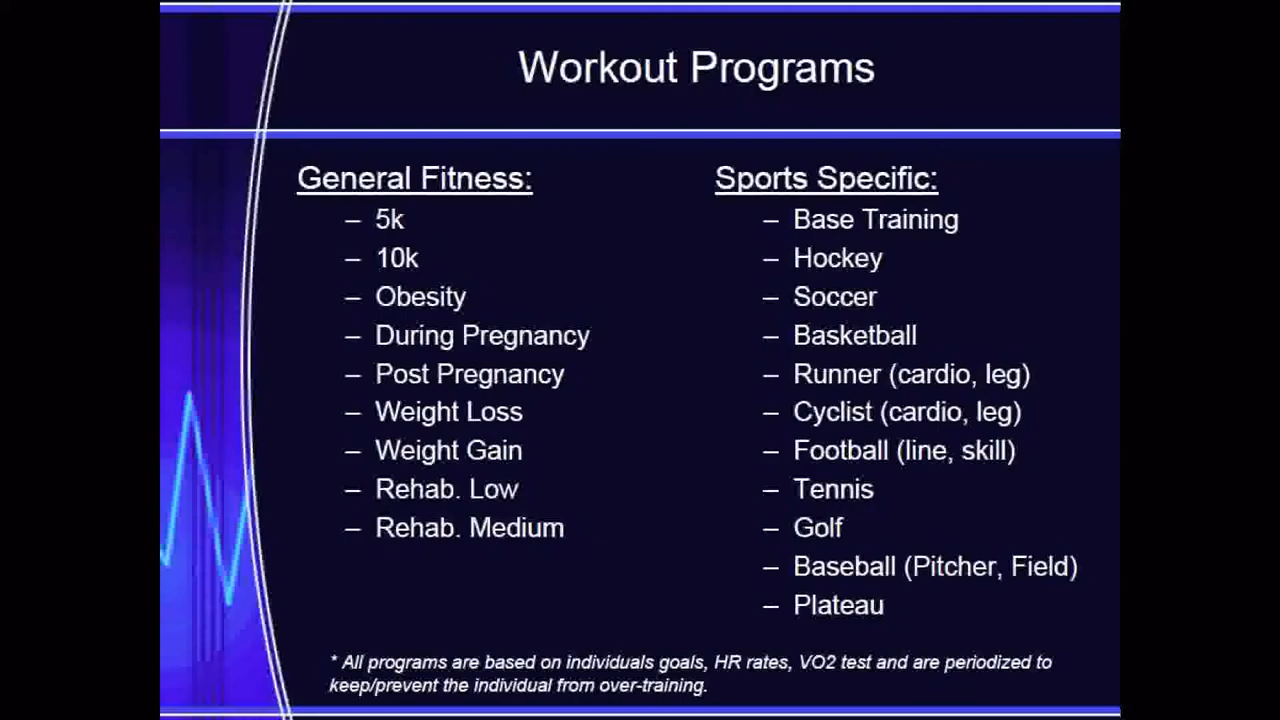 Workout Programs
General Fitness:
– 5k
– 10k
– Obesity
– During Pregnancy
– Post Pregnancy
– Weight Loss
– Weight Gain
– Rehab. Low
– Rehab. Medium
Sports Specific:
– Base Training
– Hockey
– Soccer
– Basketball
– Runner (cardio, leg)
– Cyclist (cardio, leg)
– Football (line, skill)
– Tennis
– Golf
– Baseball (Pitcher, Field)
– Plateau
* All programs are based on individuals goals, HR rates, VO2 test and are periodized to
keep/prevent the individual from over-training.